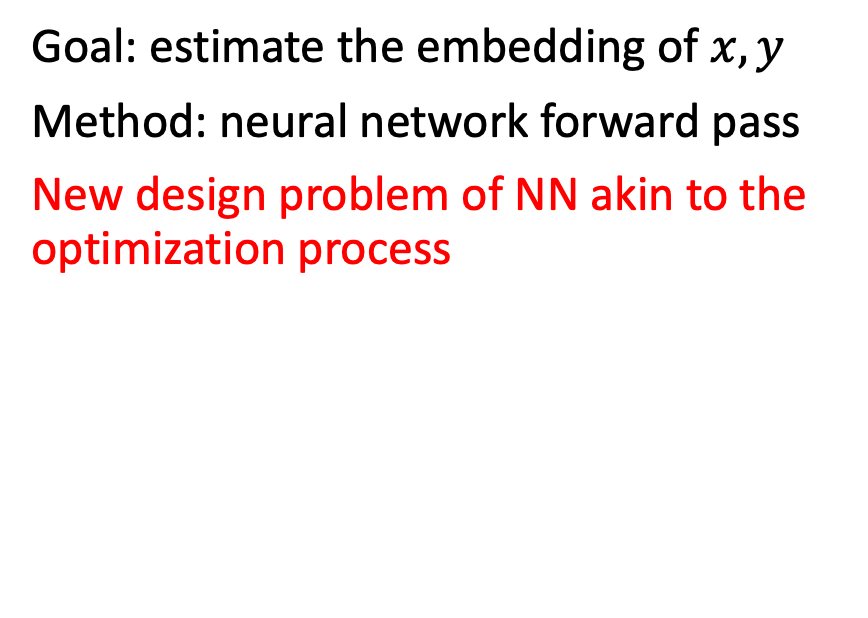 Goal: estimate the embedding of x, y
Method: neural network forward pass
New design problem of NN akin to the
optimization process